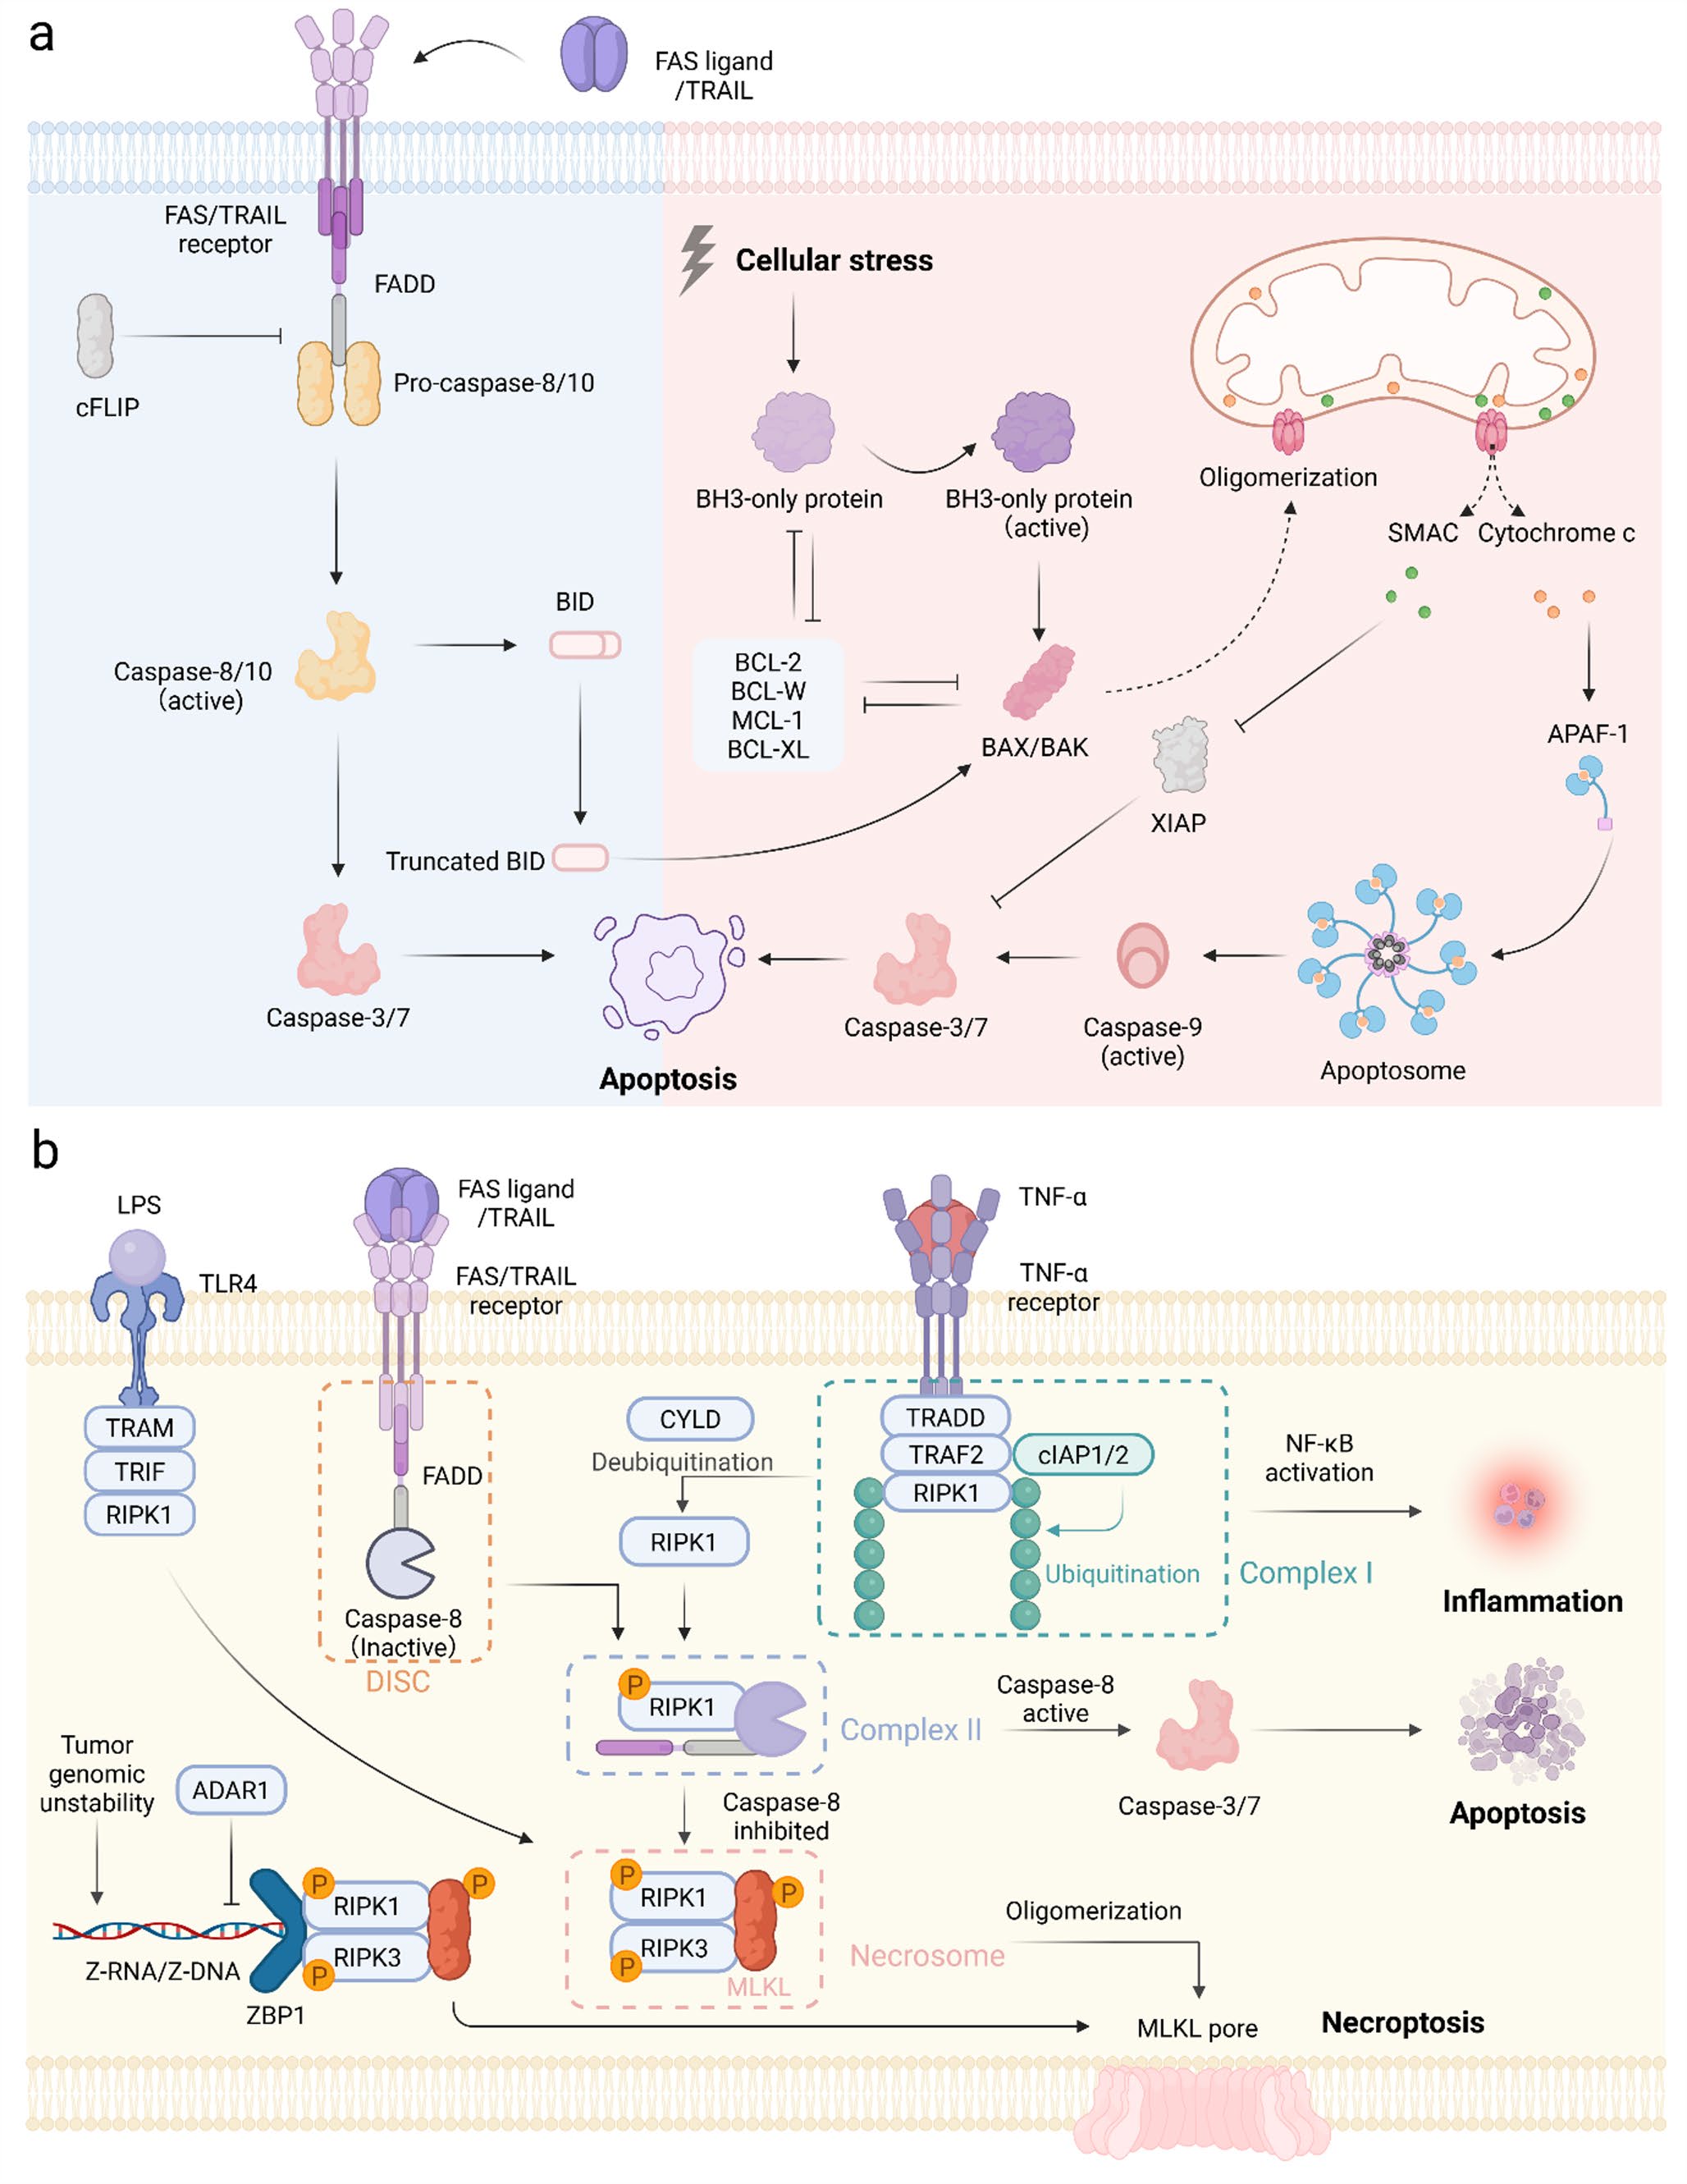 a
FAS ligand
/TRAIL
FAS/TRAIL
receptor
FADD
cFLIP
Pro-caspase-8/10
Caspase-8/10
(active)
BID
Truncated BID
Caspase-3/7
Apoptosis
Cellular stress
BH3-only protein
BH3-only protein
(active)
BCL-2
BCL-W
MCL-1
BCL-XL
BAX/BAK
Oligomerization
SMAC
Cytochrome c
XIAP
APAF-1
Caspase-3/7
Caspase-9
(active)
Apoptosome
b
LPS
TLR4
TRAM
TRIF
RIPK1
FAS ligand
/TRAIL
FAS/TRAIL
receptor
FADD
Caspase-8
(Inactive)
DISC
CYLD
Deubiquitination
RIPK1
TNF-α
TNF-α
receptor
TRADD
TRAF2
cIAP1/2
RIPK1
Ubiquitination
Complex I
NF-κB
activation
Inflammation
P
RIPK1
Complex II
Caspase-8
active
Caspase-3/7
Apoptosis
Caspase-8
inhibited
Tumor
genomic
unstability
ADAR1
Z-RNA/Z-DNA
ZBP1
P
RIPK1
P
RIPK3
P
P
RIPK1
P
RIPK3
P
MLKL
Necrosome
Oligomerization
MLKL pore
Necroptosis